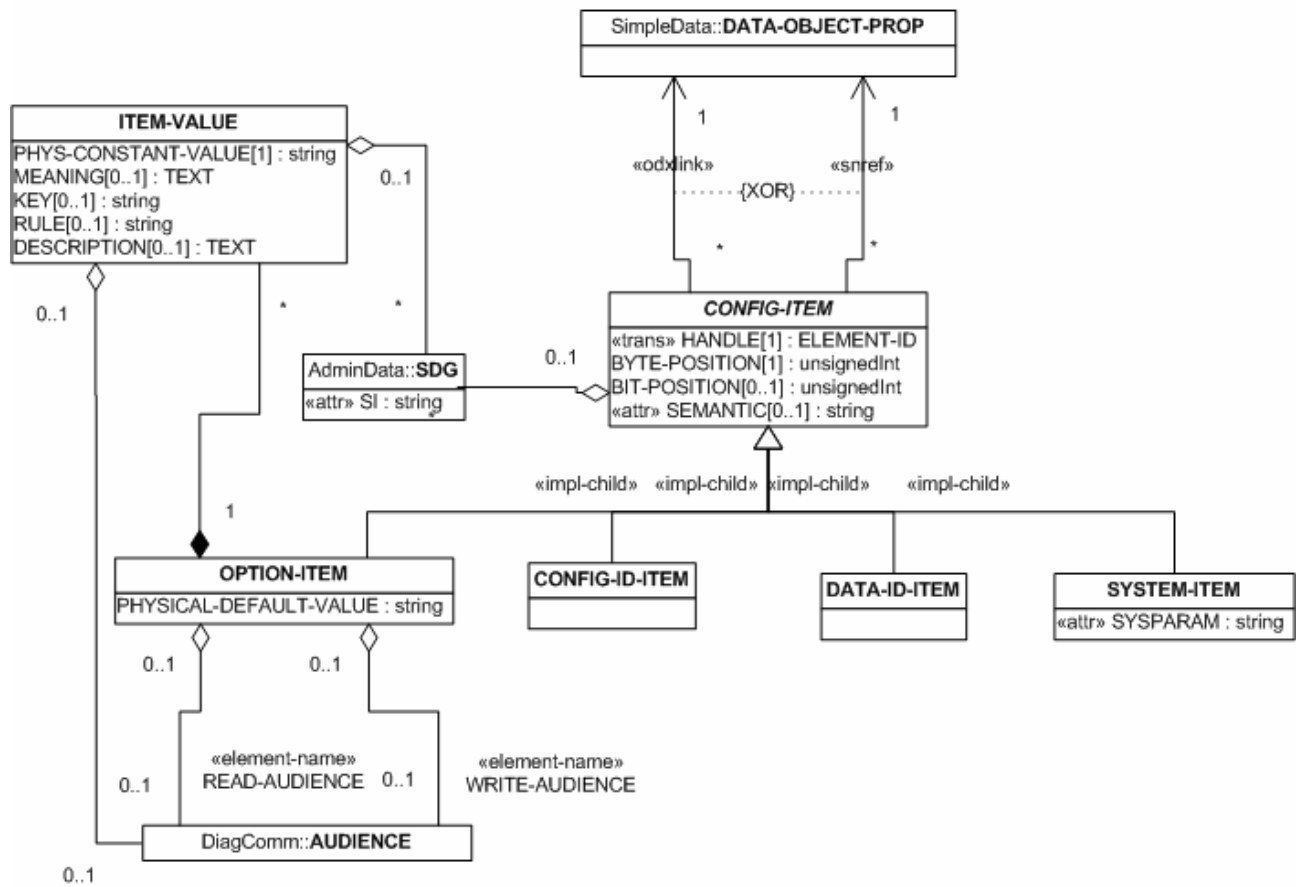 SimpleData::DATA-OBJECT-PROP
1
1
«odxlink»
«snref»
{XOR}
*
*
ITEM-VALUE
PHYS-CONSTANT-VALUE[1] : string
MEANING[0..1] : TEXT
KEY[0..1] : string
RULE[0..1] : string
DESCRIPTION[0..1] : TEXT
0..1
0..1
*
*
CONFIG-ITEM
«trans» HANDLE[1] : ELEMENT-ID
BYTE-POSITION[1] : unsignedInt
BIT-POSITION[0..1] : unsignedInt
«attr» SEMANTIC[0..1] : string
0..1
AdminData::SDG
«attr» SI : string
*
«impl-child»
«impl-child»
«impl-child»
«impl-child»
1
OPTION-ITEM
PHYSICAL-DEFAULT-VALUE : string
CONFIG-ID-ITEM
DATA-ID-ITEM
SYSTEM-ITEM
«attr» SYSPARAM : string
0..1
0..1
«element-name»
READ-AUDIENCE
«element-name»
WRITE-AUDIENCE
0..1
0..1
DiagComm::AUDIENCE
0..1